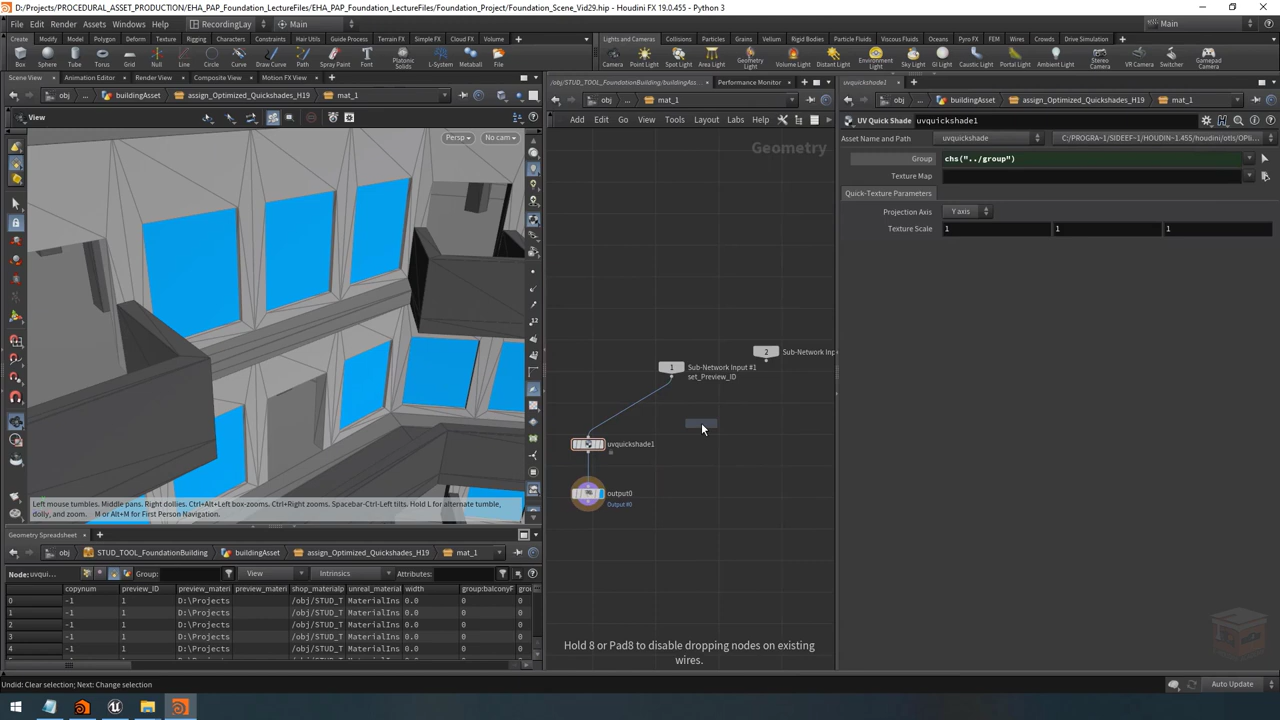 D:/Projects/PROCEDURAL_ASSET_PRODUCTION/EHA_PAP_Foundation_LectureFiles/EHA_PAP_Foundation_LectureFiles/Foundation_Project/Foundation_Scene_Vid29.hip - Houdini FX 19.0.455 - Python 3
File Edit Render Assets Windows Help RecordingLay Main Main
Create Modify Model Polygon Deform Texture Rigging Characters Constraints Hair Utils Guide Process Terrain FX Simple FX Cloud FX Volume
Lights and Cameras Collisions Particles Grains Vellum Rigid Bodies Particle Fluids Viscous Fluids Oceans Pyro FX FEM Wires Crowds Drive Simulation
Box Sphere Tube Torus Grid Null Line Circle Curve Draw Curve Path Spray Paint Font Platonic Solids L-System Metaball File
Camera Point Light Spot Light Area Light Geometry Light Volume Light Distant Light Environment Light Sky Light GI Light Caustic Light Portal Light Ambient Light Stereo Camera VR Camera Switcher
Scene View Animation Editor Render View Composite View Motion FX View
/obj/STUD_TOOL_FoundationBuilding/buildingAss Performance Monitor
uvquickshade1
obj ... buildingAsset assign_Optimized_Quickshades_H19 mat_1
obj ... mat_1
obj ... buildingAsset assign_Optimized_Quickshades_H19 mat_1
View
Add Edit Go View Tools Layout Labs Help
UV Quick Shade uvquickshade1
Asset Name and Path uvquickshade C:/PROGRA~1/SIDEEF~1/HOUDIN~1.455/houdini/otls/OPli...
Persp No cam
Geometry
Group chs("../group")
Texture Map
Quick-Texture Parameters
Projection Axis Y axis
Texture Scale 1 1 1
2 Sub-Network Inp
1 Sub-Network Input #1
set_Preview_ID
uvquickshade1
output0
Output #0
Left mouse tumbles. Middle pans. Right dollies. Ctrl+Alt+Left box-zooms. Ctrl+Right zooms. Spacebar-Ctrl-Left tilts. Hold L for alternate tumble,
dolly, and zoom. M or Alt+M for First Person Navigation.
Geometry Spreadsheet
obj STUD_TOOL_FoundationBuilding buildingAsset assign_Optimized_Quickshades_H19 mat_1
Node: uvqui... Group: View Intrinsics Attributes:
copynum preview_ID preview_materi preview_materi shop_materialp unreal_material width group:balconyF grou
0 -1 1 D:\Projects /obj/STUD_T MaterialIns 0.0 0 0
1 -1 1 D:\Projects /obj/STUD_T MaterialIns 0.0 0 0
2 -1 1 D:\Projects /obj/STUD_T MaterialIns 0.0 0 0
3 -1 1 D:\Projects /obj/STUD_T MaterialIns 0.0 0 0
4 -1 1 D:\Projects /obj/STUD_T MaterialIns 0.0 0 0
Hold 8 or Pad8 to disable dropping nodes on existing
wires.
Undo: Clear selection; Next: Change selection
Auto Update